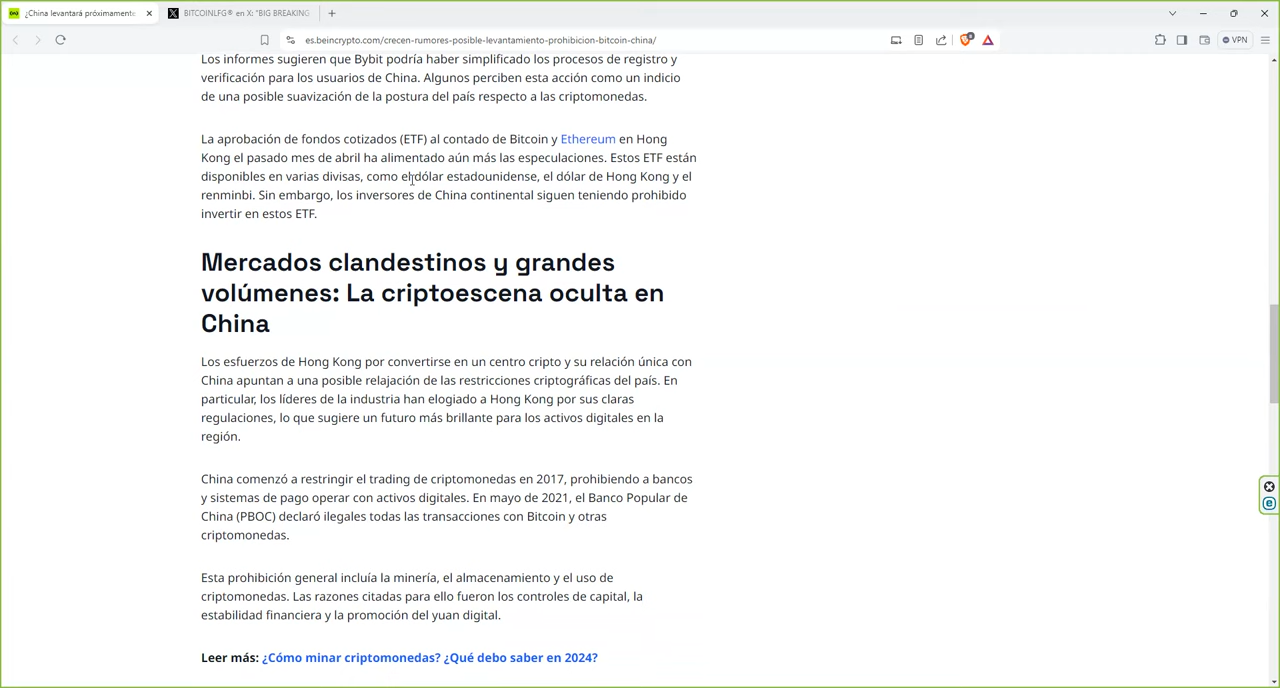 ¿China levantará próximamente
BITCOINLFG® en X: "BIG BREAKING
es.beincrypto.com/crecen-rumores-posible-levantamiento-prohibicion-bitcoin-china/
VPN
Los informes sugieren que Bybit podría haber simplificado los procesos de registro y
verificación para los usuarios de China. Algunos perciben esta acción como un indicio
de una posible suavización de la postura del país respecto a las criptomonedas.
La aprobación de fondos cotizados (ETF) al contado de Bitcoin y Ethereum en Hong
Kong el pasado mes de abril ha alimentado aún más las especulaciones. Estos ETF están
disponibles en varias divisas, como el dólar estadounidense, el dólar de Hong Kong y el
renminbi. Sin embargo, los inversores de China continental siguen teniendo prohibido
invertir en estos ETF.
Mercados clandestinos y grandes
volúmenes: La criptoescena oculta en
China
Los esfuerzos de Hong Kong por convertirse en un centro cripto y su relación única con
China apuntan a una posible relajación de las restricciones criptográficas del país. En
particular, los líderes de la industria han elogiado a Hong Kong por sus claras
regulaciones, lo que sugiere un futuro más brillante para los activos digitales en la
región.
China comenzó a restringir el trading de criptomonedas en 2017, prohibiendo a bancos
y sistemas de pago operar con activos digitales. En mayo de 2021, el Banco Popular de
China (PBOC) declaró ilegales todas las transacciones con Bitcoin y otras
criptomonedas.
Esta prohibición general incluía la minería, el almacenamiento y el uso de
criptomonedas. Las razones citadas para ello fueron los controles de capital, la
estabilidad financiera y la promoción del yuan digital.
Leer más: ¿Cómo minar criptomonedas? ¿Qué debo saber en 2024?